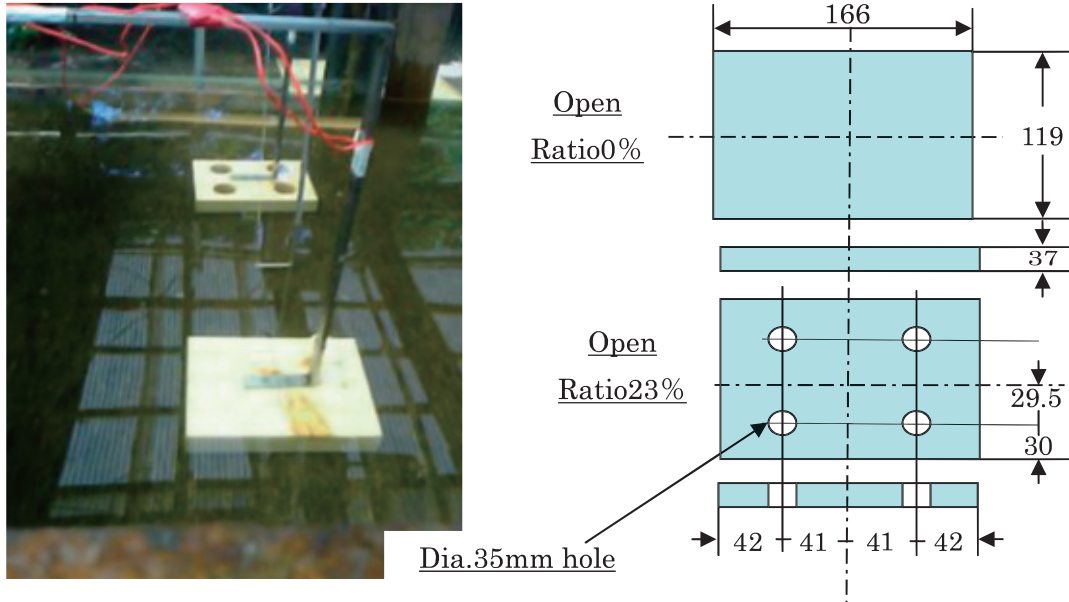 166
Open
Ratio0%
119
37
Open
Ratio23%
29.5
30
42 41 41 42
Dia.35mm hole